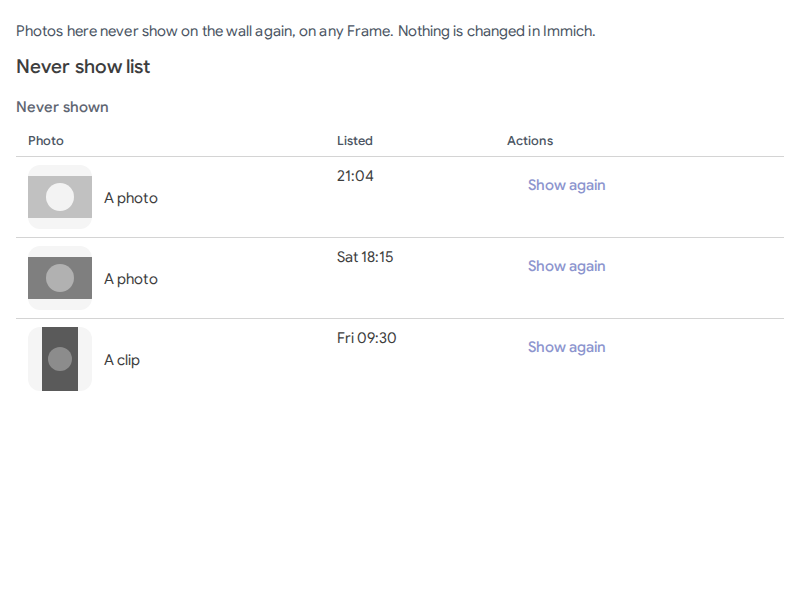 Photos here never show on the wall again, on any Frame. Nothing is changed in Immich.
Never show list
Never shown
Photo Listed Actions
A photo 21:04 Show again
A photo Sat 18:15 Show again
A clip Fri 09:30 Show again